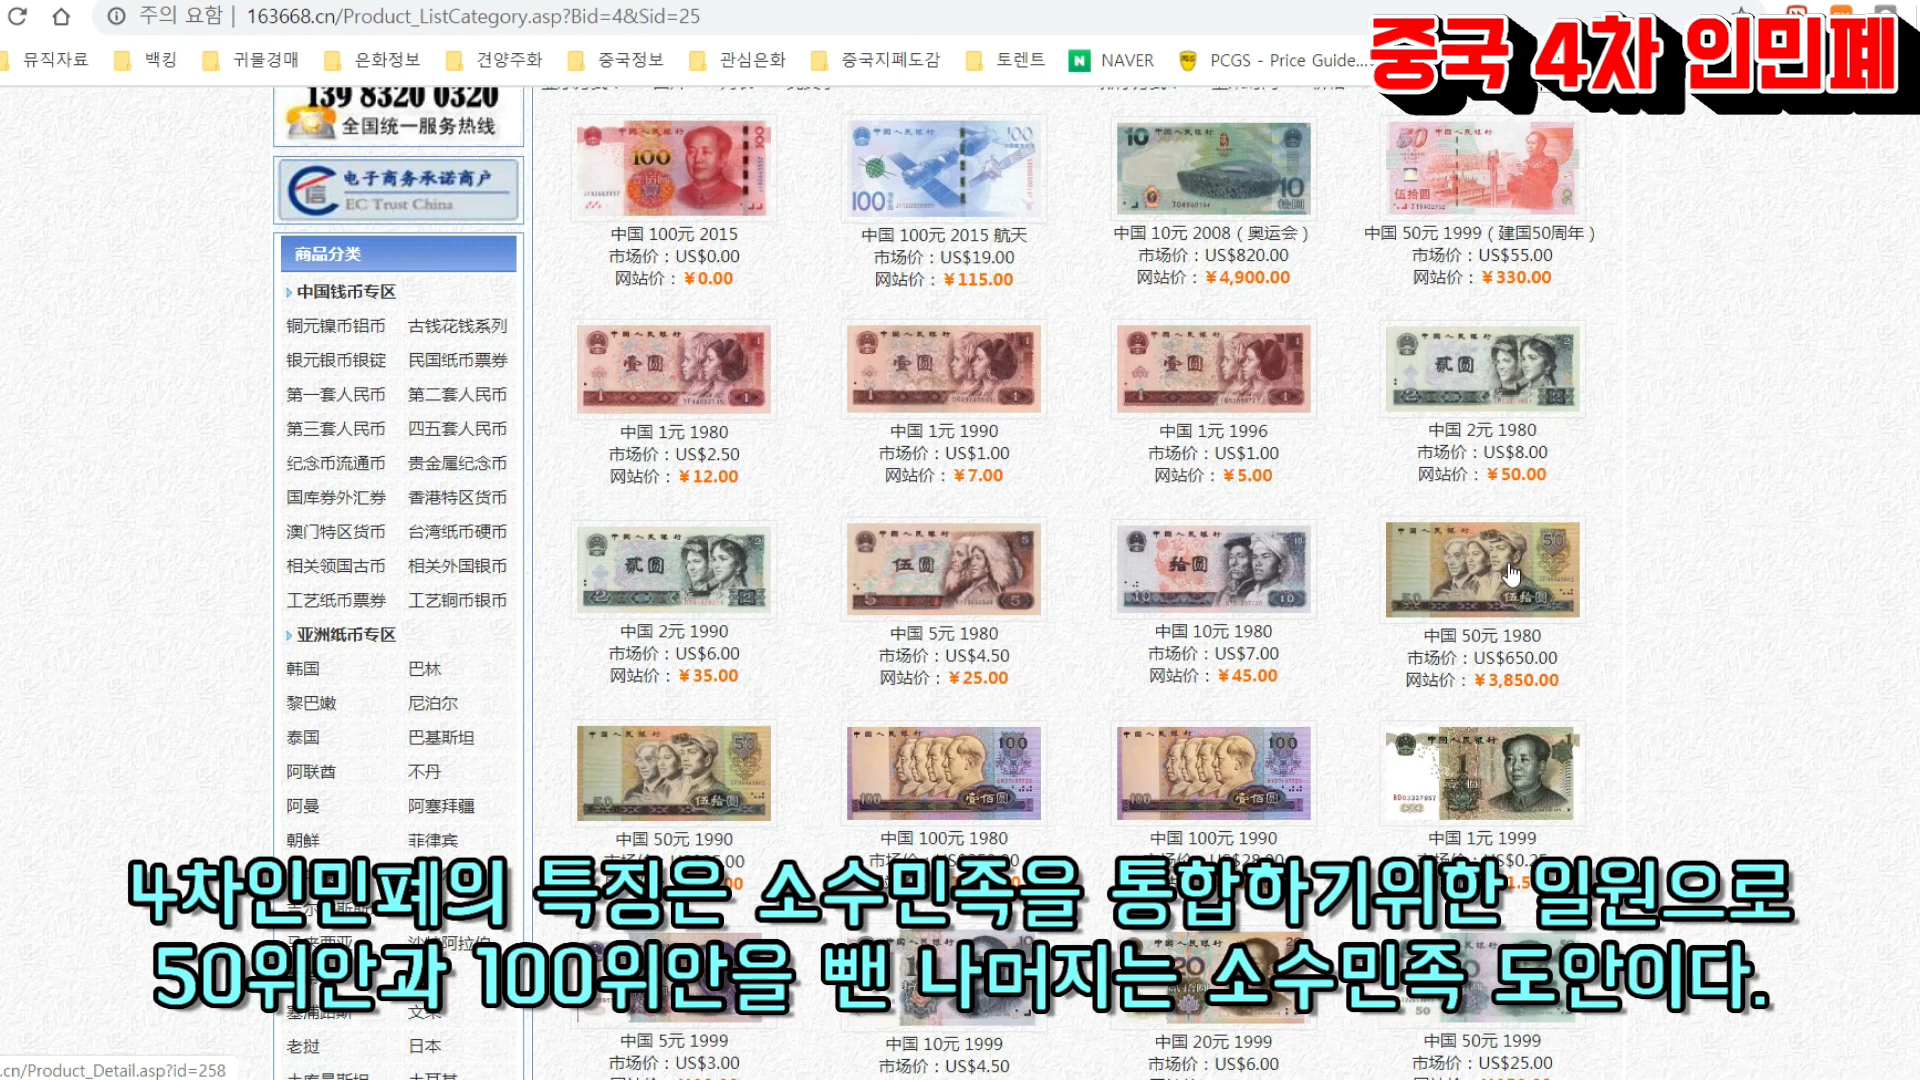 주의 요함 | 163668.cn/Product_ListCategory.asp?Bid=4&Sid=25
뮤직자료 백킹 귀물경매 은화정보 견양주화 중국정보 관심은화 중국지폐도감 토렌트 NAVER PCGS - Price Guide...
중국 4차 인민폐
139 8320 0320
全国统一服务热线
电子商务承诺商户
EC Trust China
商品分类
中国钱币专区
铜元镍币铝币 古钱花钱系列
银元银币银锭 民国纸币票券
第一套人民币 第二套人民币
第三套人民币 四五套人民币
纪念币流通币 贵金属纪念币
国库券外汇券 香港特区货币
澳门特区货币 台湾纸币硬币
相关领国古币 相关外国银币
工艺纸币票券 工艺铜币银币
亚洲纸币专区
韩国 巴林
黎巴嫩 尼泊尔
泰国 巴基斯坦
阿联酋 不丹
阿曼 阿塞拜疆
朝鲜 菲律宾
老挝 日本
中国 100元 2015 中国 100元 2015 航天 中国 10元 2008 ( 奥运会 ) 中国 50元 1999 ( 建国50周年 )
市场价：US$0.00 市场价：US$19.00 市场价：US$820.00 市场价：US$55.00
网站价：￥0.00 网站价：￥115.00 网站价：￥4,900.00 网站价：￥330.00
中国 1元 1980 中国 1元 1990 中国 1元 1996 中国 2元 1980
市场价：US$2.50 市场价：US$1.00 市场价：US$1.00 市场价：US$8.00
网站价：￥12.00 网站价：￥7.00 网站价：￥5.00 网站价：￥50.00
中国 2元 1990 中国 5元 1980 中国 10元 1980 中国 50元 1980
市场价：US$6.00 市场价：US$4.50 市场价：US$7.00 市场价：US$650.00
网站价：￥35.00 网站价：￥25.00 网站价：￥45.00 网站价：￥3,850.00
中国 50元 1990 中国 100元 1980 中国 100元 1990 中国 1元 1999
4차인민폐의 특징은 소수민족을 통합하기위한 일원으로
50위안과 100위안을 뺀 나머지는 소수민족 도안이다.
中国 5元 1999 中国 10元 1999 中国 20元 1999 中国 50元 1999
市场价：US$3.00 市场价：US$4.50 市场价：US$6.00 市场价：US$25.00
.cn/Product_Detail.asp?id=258